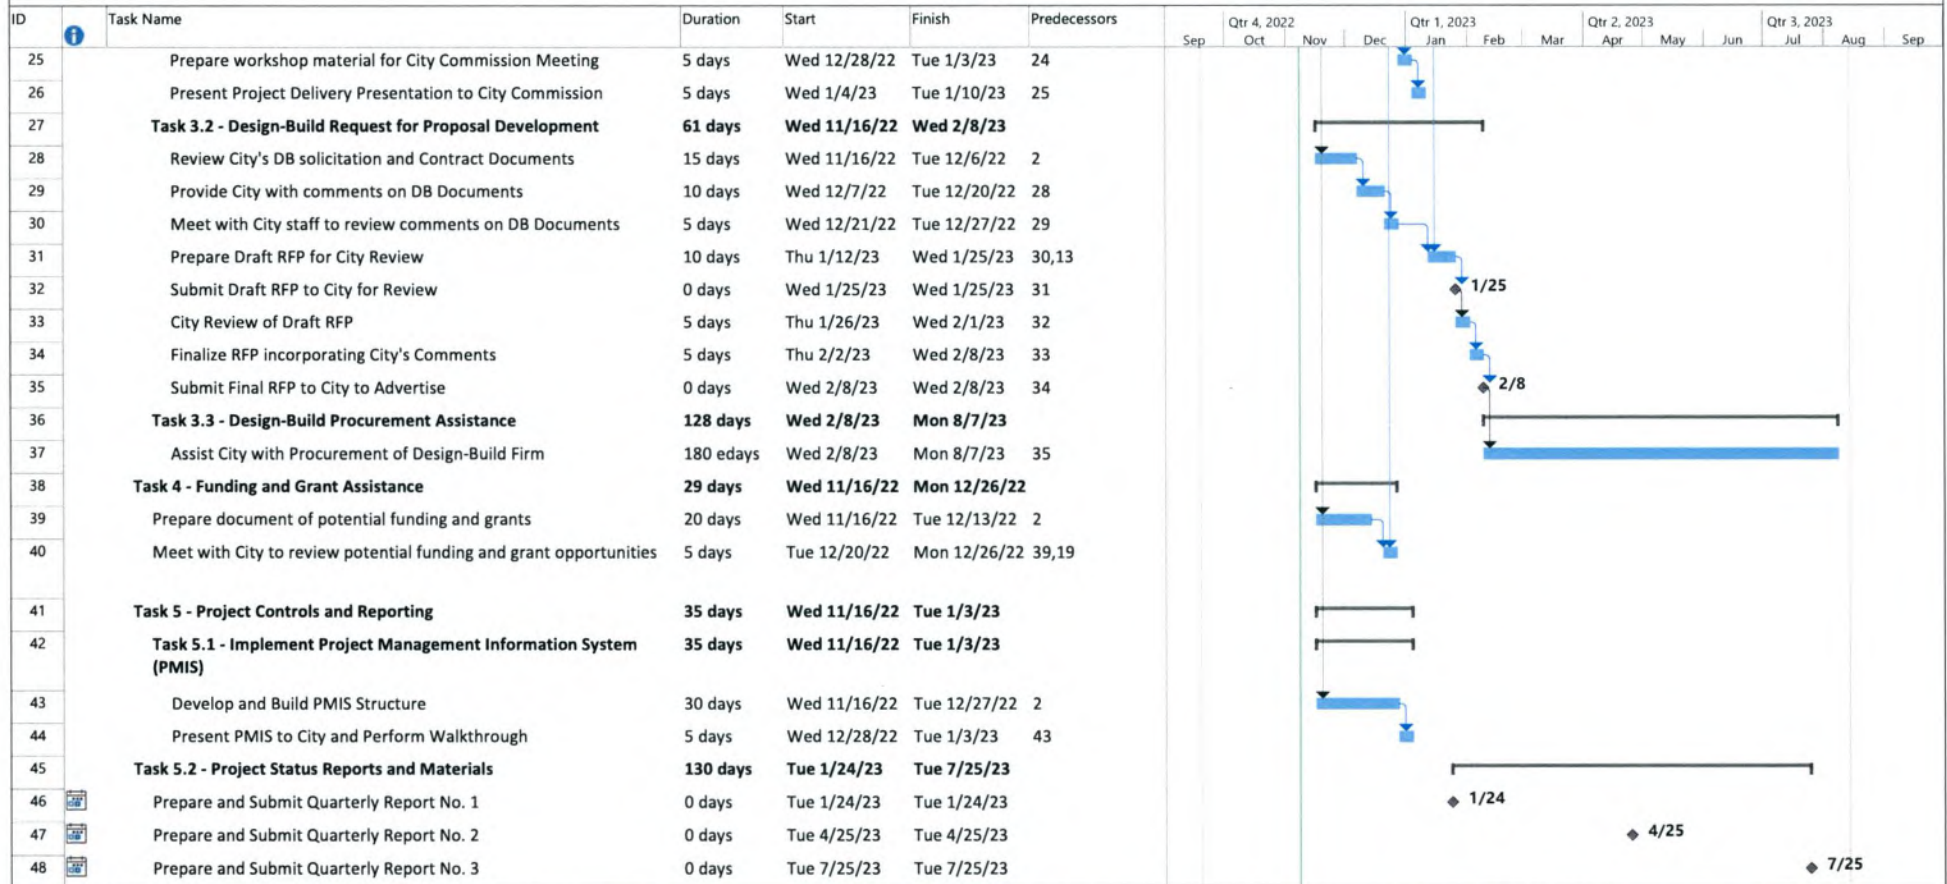 ID Task Name Duration Start Finish Predecessors Qtr 4, 2022 Qtr 1, 2023 Qtr 2, 2023 Qtr 3, 2023
Sep Oct Nov Dec Jan Feb Mar Apr May Jun Jul Aug Sep
25 Prepare workshop material for City Commission Meeting 5 days Wed 12/28/22 Tue 1/3/23 24
26 Present Project Delivery Presentation to City Commission 5 days Wed 1/4/23 Tue 1/10/23 25
27 Task 3.2 - Design-Build Request for Proposal Development 61 days Wed 11/16/22 Wed 2/8/23
28 Review City's DB solicitation and Contract Documents 15 days Wed 11/16/22 Tue 12/6/22 2
29 Provide City with comments on DB Documents 10 days Wed 12/7/22 Tue 12/20/22 28
30 Meet with City staff to review comments on DB Documents 5 days Wed 12/21/22 Tue 12/27/22 29
31 Prepare Draft RFP for City Review 10 days Thu 1/12/23 Wed 1/25/23 30,13
32 Submit Draft RFP to City for Review 0 days Wed 1/25/23 Wed 1/25/23 31 1/25
33 City Review of Draft RFP 5 days Thu 1/26/23 Wed 2/1/23 32
34 Finalize RFP incorporating City's Comments 5 days Thu 2/2/23 Wed 2/8/23 33
35 Submit Final RFP to City to Advertise 0 days Wed 2/8/23 Wed 2/8/23 34 2/8
36 Task 3.3 - Design-Build Procurement Assistance 128 days Wed 2/8/23 Mon 8/7/23
37 Assist City with Procurement of Design-Build Firm 180 edays Wed 2/8/23 Mon 8/7/23 35
38 Task 4 - Funding and Grant Assistance 29 days Wed 11/16/22 Mon 12/26/22
39 Prepare document of potential funding and grants 20 days Wed 11/16/22 Tue 12/13/22 2
40 Meet with City to review potential funding and grant opportunities 5 days Tue 12/20/22 Mon 12/26/22 39,19
41 Task 5 - Project Controls and Reporting 35 days Wed 11/16/22 Tue 1/3/23
42 Task 5.1 - Implement Project Management Information System 35 days Wed 11/16/22 Tue 1/3/23
(PMIS)
43 Develop and Build PMIS Structure 30 days Wed 11/16/22 Tue 12/27/22 2
44 Present PMIS to City and Perform Walkthrough 5 days Wed 12/28/22 Tue 1/3/23 43
45 Task 5.2 - Project Status Reports and Materials 130 days Tue 1/24/23 Tue 7/25/23
46 Prepare and Submit Quarterly Report No. 1 0 days Tue 1/24/23 Tue 1/24/23 1/24
47 Prepare and Submit Quarterly Report No. 2 0 days Tue 4/25/23 Tue 4/25/23 4/25
48 Prepare and Submit Quarterly Report No. 3 0 days Tue 7/25/23 Tue 7/25/23 7/25